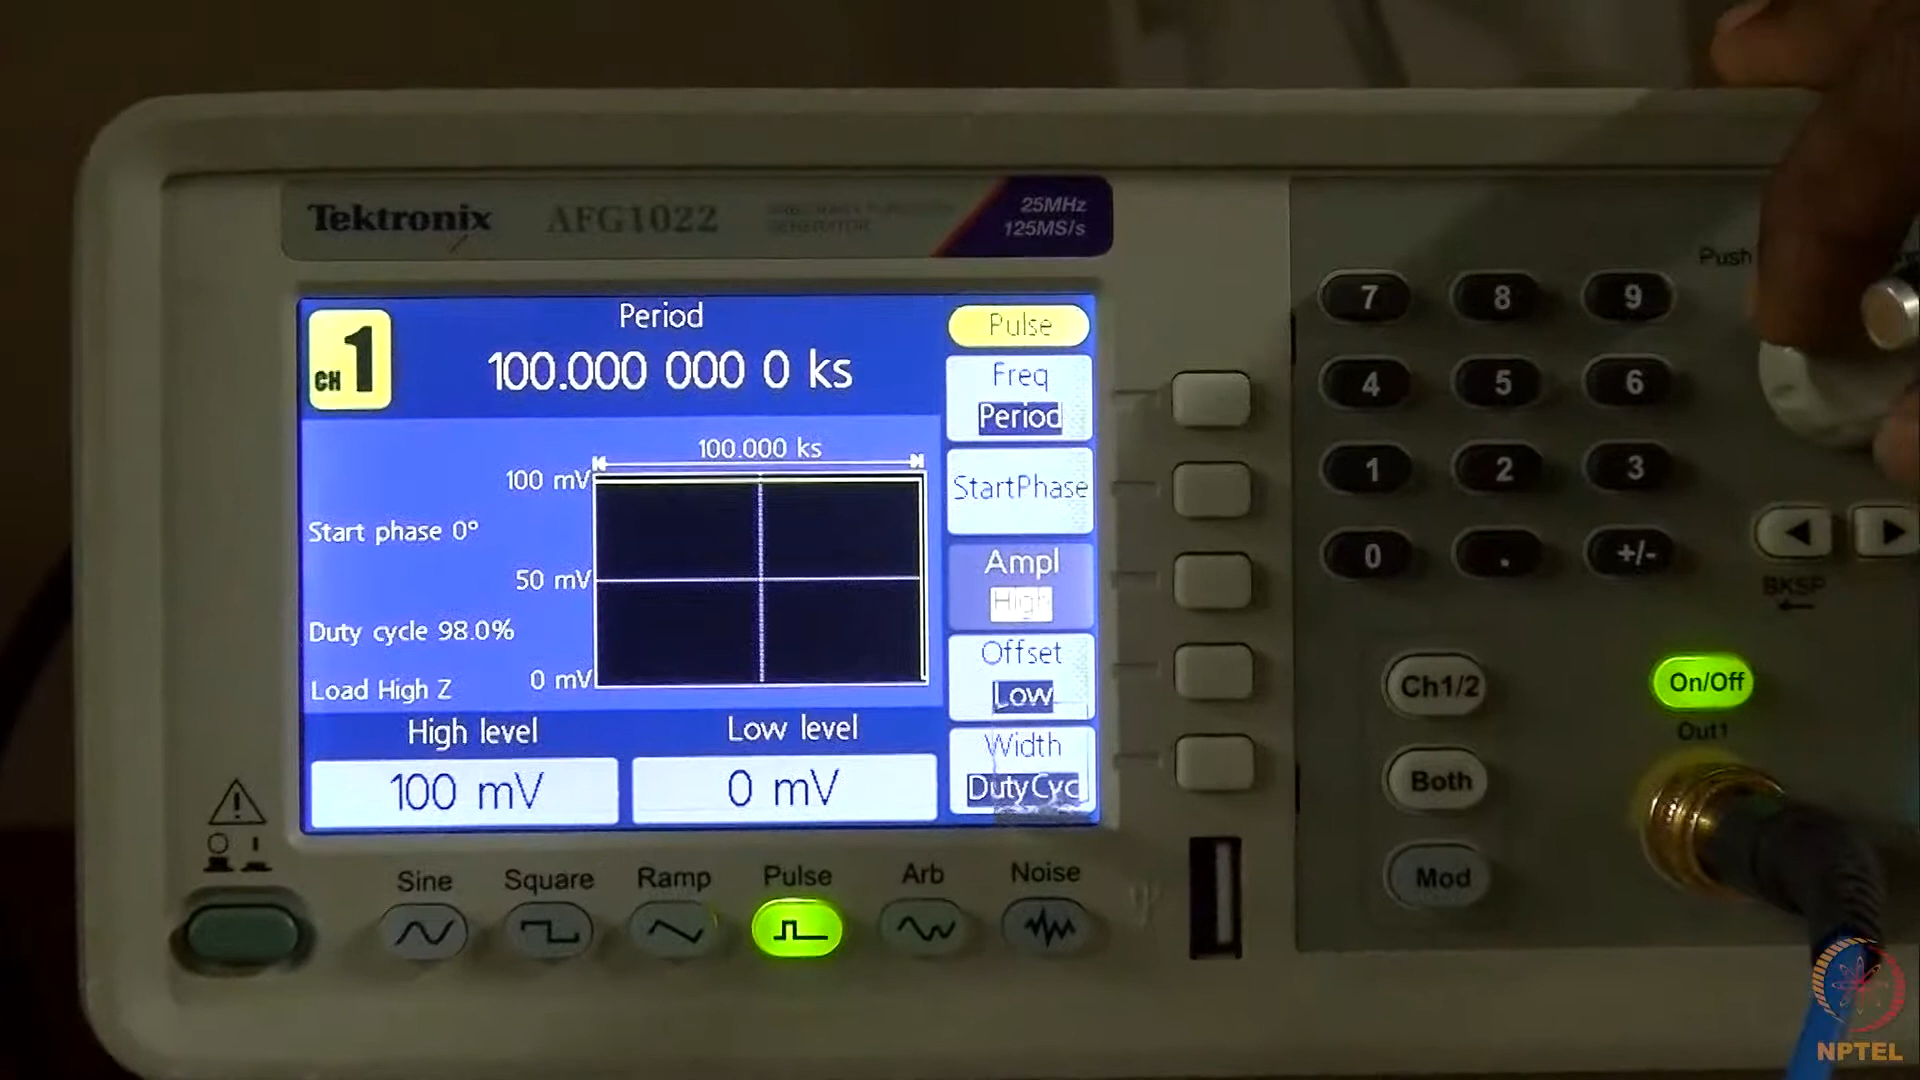 Tektronix AFG1022 25MHz
125MS/s
CH 1
Period
100.000 000 0 ks
Pulse
Freq
Period
StartPhase
Ampl
High
Offset
Low
Width
DutyCyc
100.000 ks
100 mV
Start phase 0°
50 mV
Duty cycle 98.0%
Load High Z
0 mV
High level
Low level
100 mV
0 mV
Sine
Square
Ramp
Pulse
Arb
Noise
Push
7 8 9
4 5 6
1 2 3
0 . +/-
BKSP
Ch1/2
On/Off
Out1
Both
Mod
NPTEL